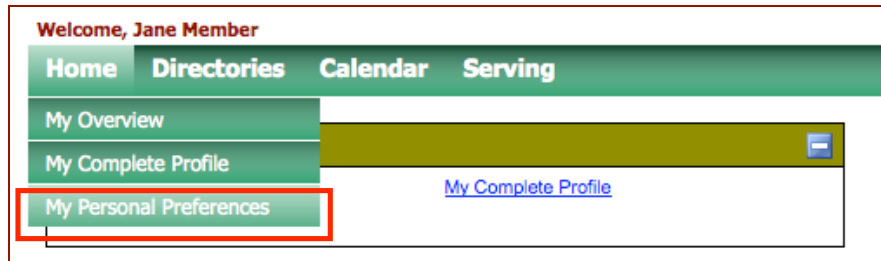 Welcome, Jane Member
Home Directories Calendar Serving
My Overview
My Complete Profile
My Complete Profile
My Personal Preferences